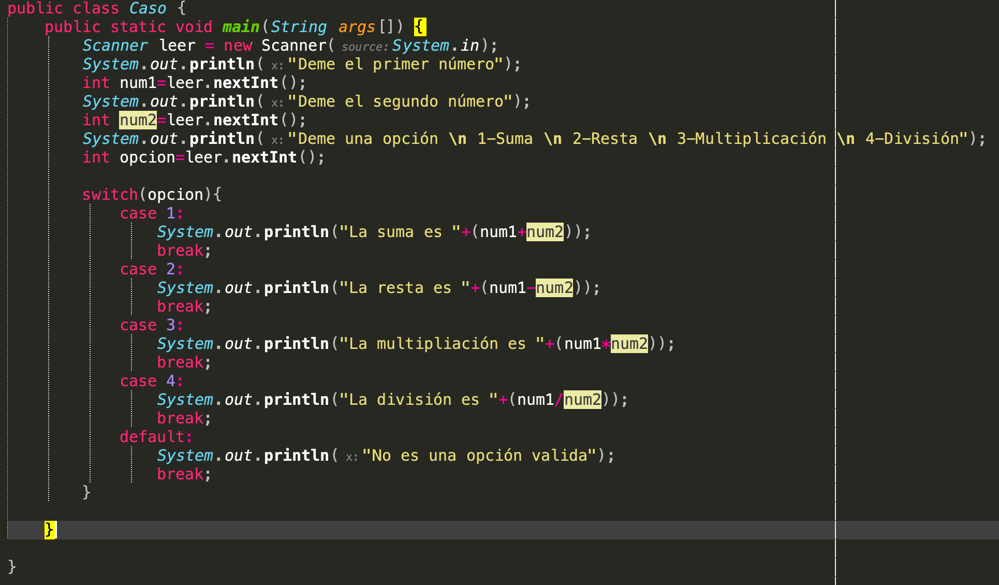 public class Caso {
    public static void main(String args[]) {
        Scanner leer = new Scanner( source: System.in);
        System.out.println( x: "Deme el primer número");
        int num1=leer.nextInt();
        System.out.println( x: "Deme el segundo número");
        int num2=leer.nextInt();
        System.out.println( x: "Deme una opción \n 1-Suma \n 2-Resta \n 3-Multiplicación \n 4-División");
        int opcion=leer.nextInt();

        switch(opcion){
            case 1:
                System.out.println("La suma es "+(num1+num2));
                break;
            case 2:
                System.out.println("La resta es "+(num1-num2));
                break;
            case 3:
                System.out.println("La multipliación es "+(num1*num2));
                break;
            case 4:
                System.out.println("La división es "+(num1/num2));
                break;
            default:
                System.out.println( x: "No es una opción valida");
                break;
        }

    }

}